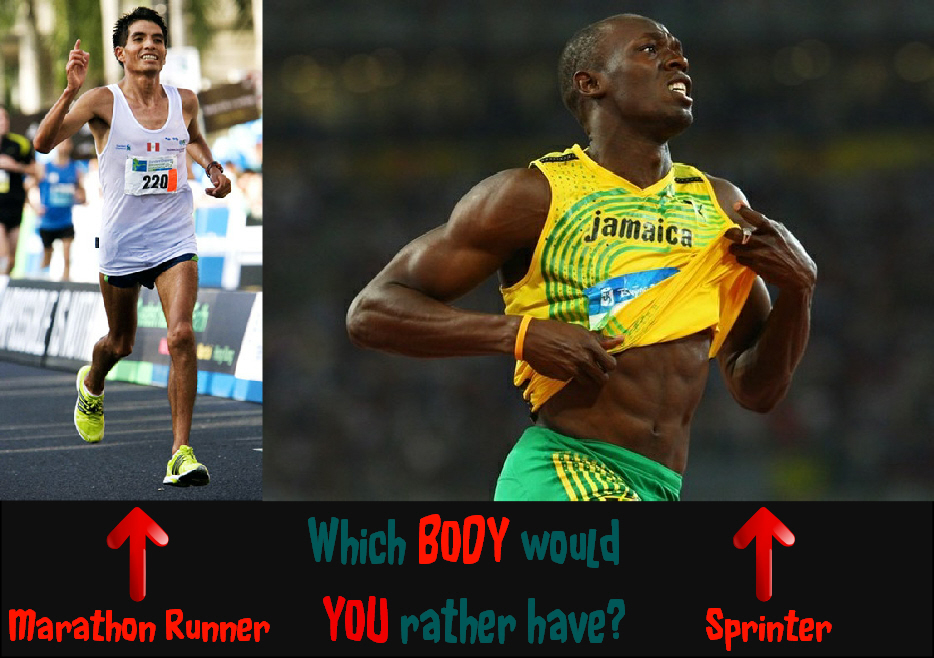 220
jamaica
Which BODY would
YOU rather have?
Marathon Runner
Sprinter